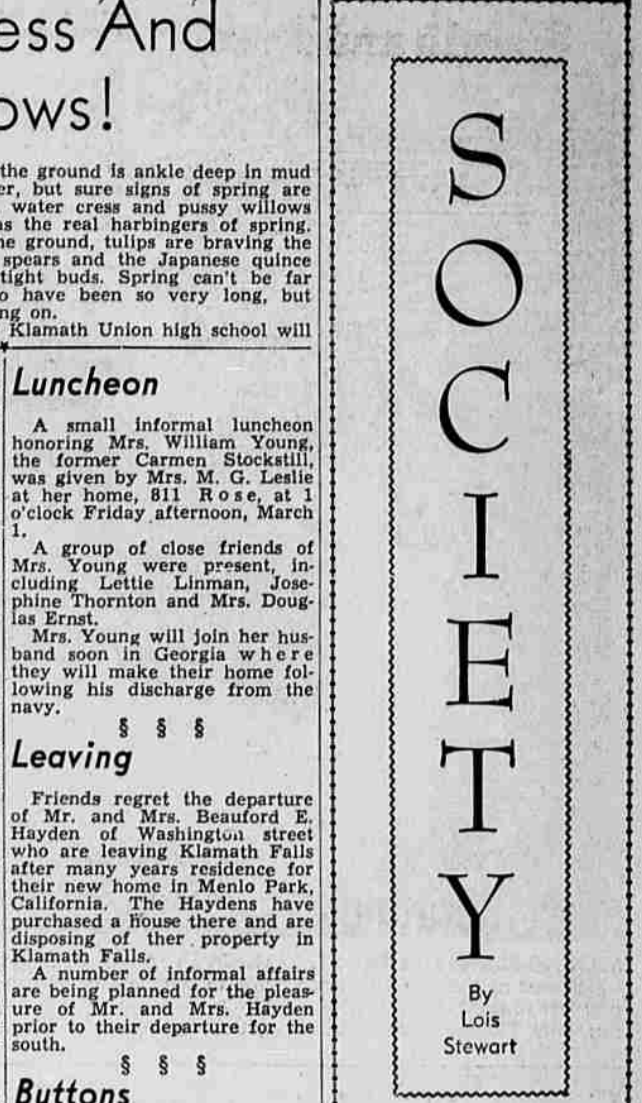 ess And
ows!
the ground is ankle deep in mud
er, but sure signs of spring are
water cress and pussy willows
as the real harbingers of spring.
he ground, tulips are braving the
spears and the Japanese quince
tight buds. Spring can't be far
o have been so very long, but
ng on.
Klamath Union high school will
Luncheon
A small informal luncheon
honoring Mrs. William Young,
the former Carmen Stockstill,
was given by Mrs. M. G. Leslie
at her home, 811 Rose, at 1
o'clock Friday afternoon, March
1.
A group of close friends of
Mrs. Young were present, in-
cluding Lettie Linman, Jose-
phine Thornton and Mrs. Doug-
las Ernst.
Mrs. Young will join her hus-
band soon in Georgia where
they will make their home fol-
lowing his discharge from the
navy.
§ § §
Leaving
Friends regret the departure
of Mr. and Mrs. Beauford E.
Hayden of Washington street
who are leaving Klamath Falls
after many years residence for
their new home in Menlo Park,
California. The Haydens have
purchased a house there and are
disposing of ther property in
Klamath Falls.
A number of informal affairs
are being planned for the pleas-
ure of Mr. and Mrs. Hayden
prior to their departure for the
south.
§ § §
Buttons
SOCIETY
By
Lois
Stewart